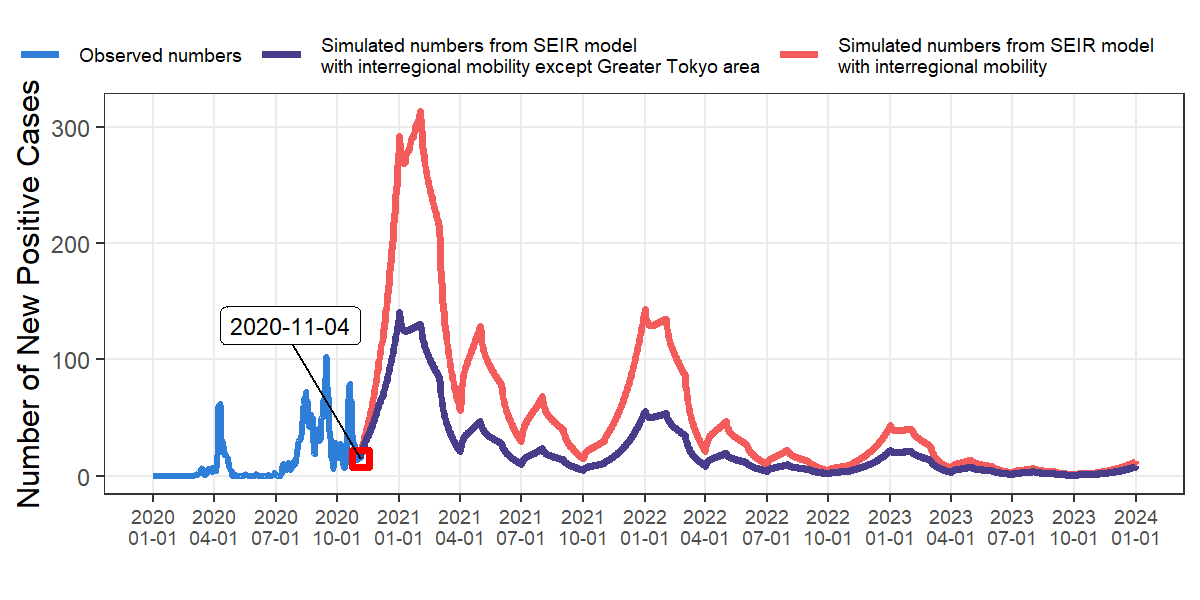 Observed numbers
Simulated numbers from SEIR model
with interregional mobility except Greater Tokyo area
Simulated numbers from SEIR model
with interregional mobility
Number of New Positive Cases
300
200
100
0
2020-11-04
2020 2020 2020 2020 2021 2021 2021 2021 2022 2022 2022 2022 2023 2023 2023 2023 2024
01-01 04-01 07-01 10-01 01-01 04-01 07-01 10-01 01-01 04-01 07-01 10-01 01-01 04-01 07-01 10-01 01-01